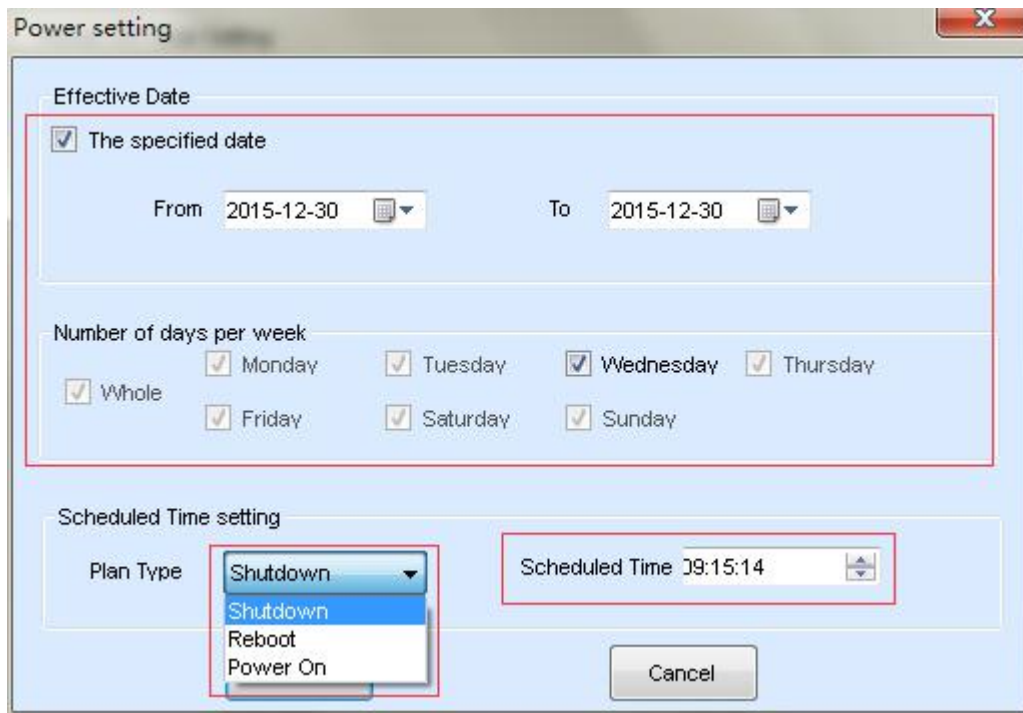 Power setting
Effective Date
The specified date
From 2015-12-30 To 2015-12-30
Number of days per week
Monday Tuesday Wednesday Thursday
Whole
Friday Saturday Sunday
Scheduled Time setting
Plan Type Shutdown Scheduled Time 09:15:14
Shutdown
Reboot
Power On
Cancel